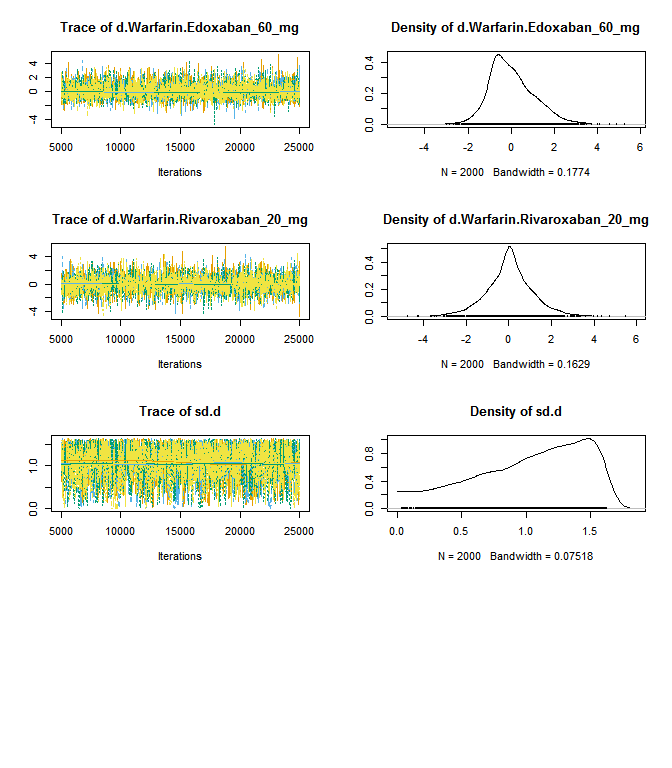 Trace of d.Warfarin.Edoxaban_60_mg
Density of d.Warfarin.Edoxaban_60_mg
-4 0 2 4
5000 10000 15000 20000 25000
Iterations
0.0 0.2 0.4
-4 -2 0 2 4 6
N = 2000 Bandwidth = 0.1774
Trace of d.Warfarin.Rivaroxaban_20_mg
Density of d.Warfarin.Rivaroxaban_20_mg
-4 0 4
5000 10000 15000 20000 25000
Iterations
0.0 0.2 0.4
-4 -2 0 2 4 6
N = 2000 Bandwidth = 0.1629
Trace of sd.d
Density of sd.d
0.0 1.0
5000 10000 15000 20000 25000
Iterations
0.0 0.4 0.8
0.0 0.5 1.0 1.5
N = 2000 Bandwidth = 0.07518